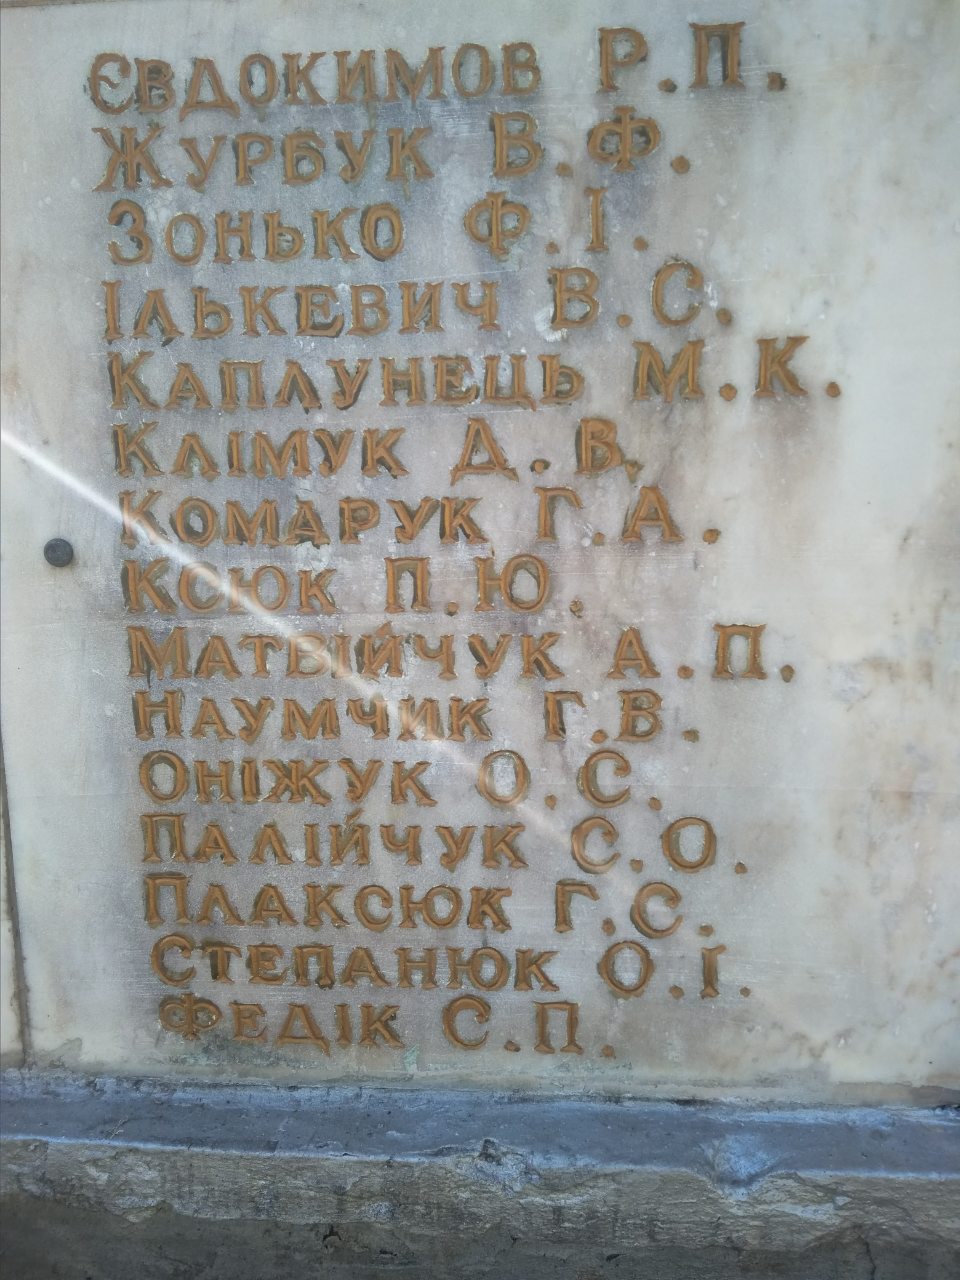 ЄВДОКИМОВ Р.П.
ЖУРБУК В.Ф.
ЗОНЬКО Ф.І.
ІЛЬКЕВИЧ В.С.
КАПЛУНЕЦЬ М.К.
КЛІМУК Д.В.
КОМАРУК Г.А.
КСЮК П.Ю.
МАТВІЙЧУК А.П.
НАУМЧИК Г.В.
ОНІЖУК О.С.
ПАЛІЙЧУК С.О.
ПЛАКСЮК Г.С.
СТЕПАНЮК О.І.
ФЕДІК С.П.